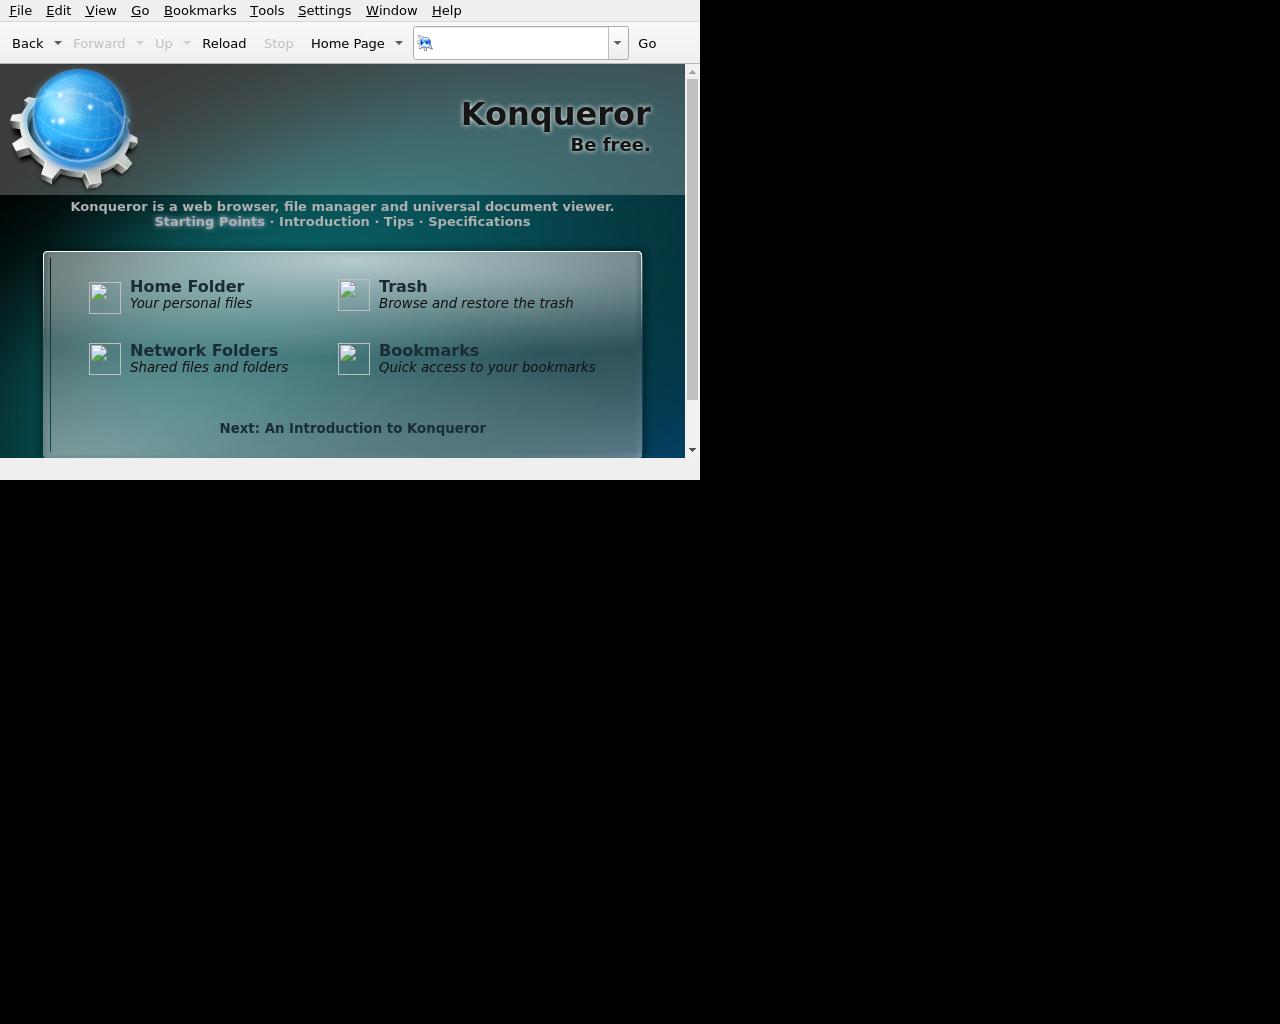 File Edit View Go Bookmarks Tools Settings Window Help
Back Forward Up Reload Stop Home Page Go
Konqueror
Be free.
Konqueror is a web browser, file manager and universal document viewer.
Starting Points · Introduction · Tips · Specifications
Home Folder
Your personal files
Trash
Browse and restore the trash
Network Folders
Shared files and folders
Bookmarks
Quick access to your bookmarks
Next: An Introduction to Konqueror